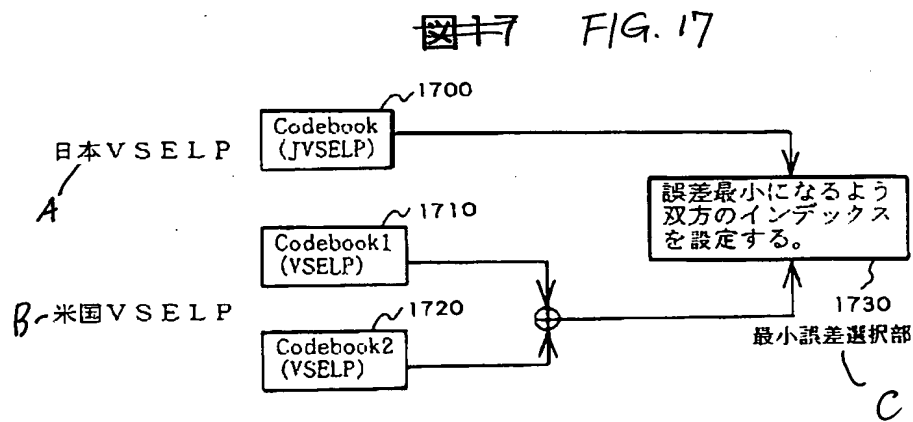 図17 FIG. 17
1700
Codebook
(JVSELP)
日本VSELP
A
誤差最小になるよう
双方のインデックス
を設定する。
1710
Codebook1
(VSELP)
B 米国VSELP
1720
Codebook2
(VSELP)
1730
最小誤差選択部
C